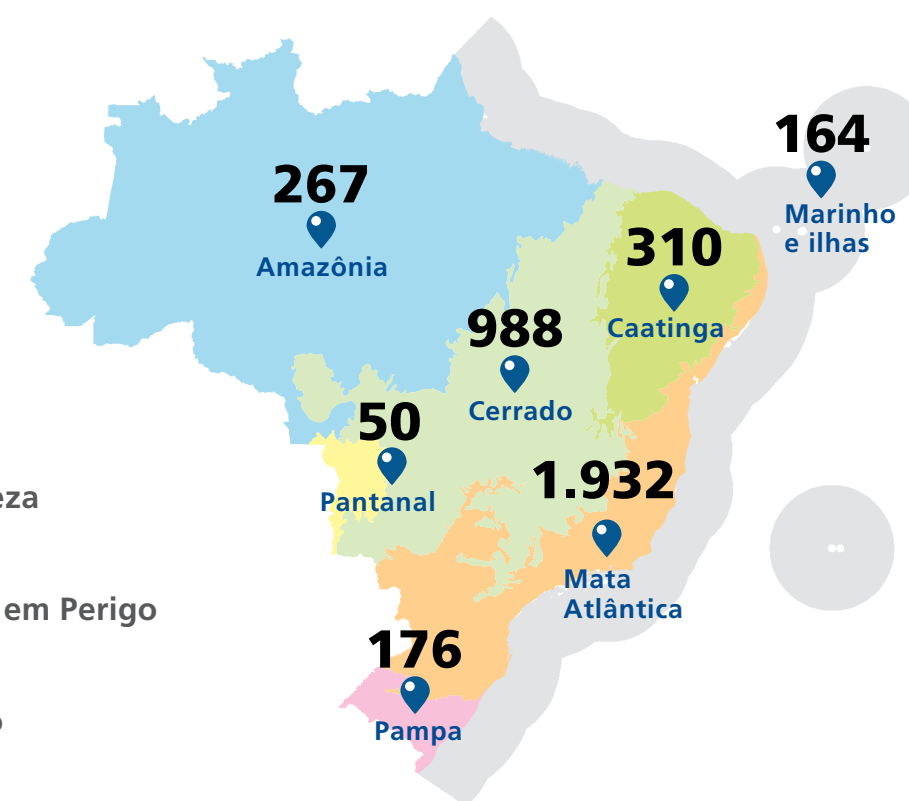 164
Marinho
e ilhas
267
Amazônia
310
Caatinga
988
Cerrado
50
Pantanal
1.932
Mata
Atlântica
176
Pampa
em Perigo